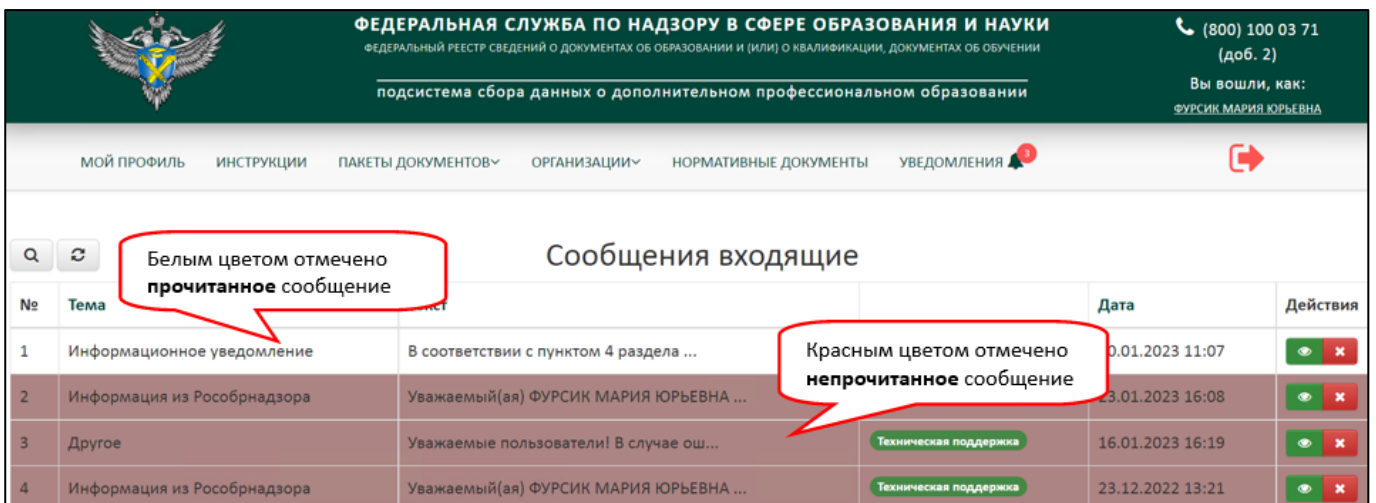 ФЕДЕРАЛЬНАЯ СЛУЖБА ПО НАДЗОРУ В СФЕРЕ ОБРАЗОВАНИЯ И НАУКИ
ФЕДЕРАЛЬНЫЙ РЕЕСТР СВЕДЕНИЙ О ДОКУМЕНТАХ ОБ ОБРАЗОВАНИИ И (ИЛИ) О КВАЛИФИКАЦИИ, ДОКУМЕНТАХ ОБ ОБУЧЕНИИ
подсистема сбора данных о дополнительном профессиональном образовании
(800) 100 03 71
(доб. 2)
Вы вошли, как:
ФУРСИК МАРИЯ ЮРЬЕВНА
МОЙ ПРОФИЛЬ ИНСТРУКЦИИ ПАКЕТЫ ДОКУМЕНТОВ ОРГАНИЗАЦИИ НОРМАТИВНЫЕ ДОКУМЕНТЫ УВЕДОМЛЕНИЯ 3
Сообщения входящие
Белым цветом отмечено
прочитанное сообщение
№ Тема Дата Действия
1 Информационное уведомление В соответствии с пунктом 4 раздела ... 0.01.2023 11:07
Красным цветом отмечено
непрочитанное сообщение
2 Информация из Рособрнадзора Уважаемый(ая) ФУРСИК МАРИЯ ЮРЬЕВНА ... 23.01.2023 16:08
3 Другое Уважаемые пользователи! В случае ош... Техническая поддержка 16.01.2023 16:19
4 Информация из Рособрнадзора Уважаемый(ая) ФУРСИК МАРИЯ ЮРЬЕВНА ... Техническая поддержка 23.12.2022 13:21